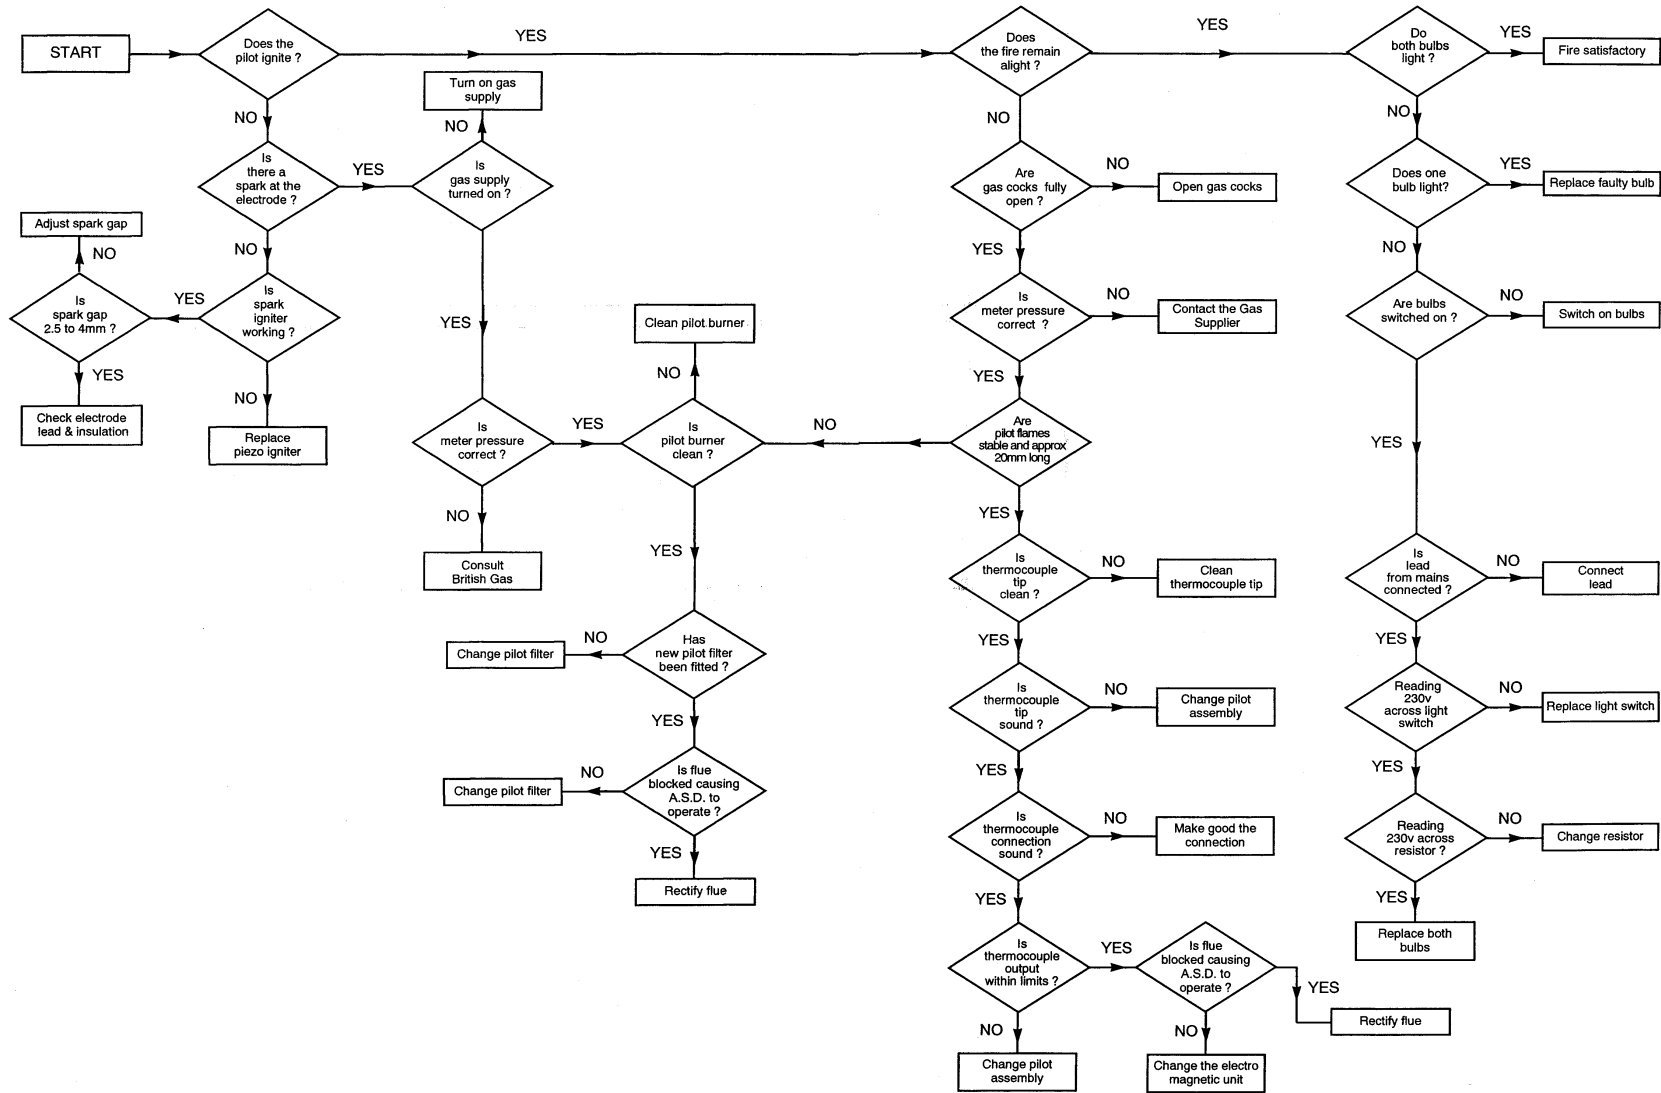 START
Does the
pilot ignite ?
YES
Does
the fire remain
alight ?
YES
Do
both bulbs
light ?
YES
Fire satisfactory
NO
Is
there a
spark at the
electrode ?
YES
Turn on gas
supply
NO
Is
gas supply
turned on ?
NO
Are
gas cocks fully
open ?
NO
Open gas cocks
NO
Does one
bulb light?
YES
Replace faulty bulb
Adjust spark gap
NO
Is
spark gap
2.5 to 4mm ?
YES
NO
Is
spark
igniter
working ?
YES
Check electrode
lead & insulation
NO
Replace
piezo igniter
YES
Is
meter pressure
correct ?
YES
NO
Consult
British Gas
Clean pilot burner
NO
Is
pilot burner
clean ?
NO
YES
Has
new pilot filter
been fitted ?
NO
Change pilot filter
YES
Is flue
blocked causing
A.S.D. to
operate ?
NO
Change pilot filter
YES
Rectify flue
YES
Is
meter pressure
correct ?
NO
Contact the Gas
Supplier
YES
Are
pilot flames
stable and approx
20mm long
YES
Is
thermocouple
tip
clean ?
NO
Clean
thermocouple tip
YES
Is
thermocouple
tip
sound ?
NO
Change pilot
assembly
YES
Is
thermocouple
connection
sound ?
NO
Make good the
connection
YES
Is
thermocouple
output
within limits ?
YES
Is flue
blocked causing
A.S.D. to
operate ?
YES
Rectify flue
NO
Change pilot
assembly
NO
Change the electro
magnetic unit
NO
Are bulbs
switched on ?
NO
Switch on bulbs
YES
Is
lead
from mains
connected ?
NO
Connect
lead
YES
Reading
230v
across light
switch
NO
Replace light switch
YES
Reading
230v across
resistor ?
NO
Change resistor
YES
Replace both
bulbs